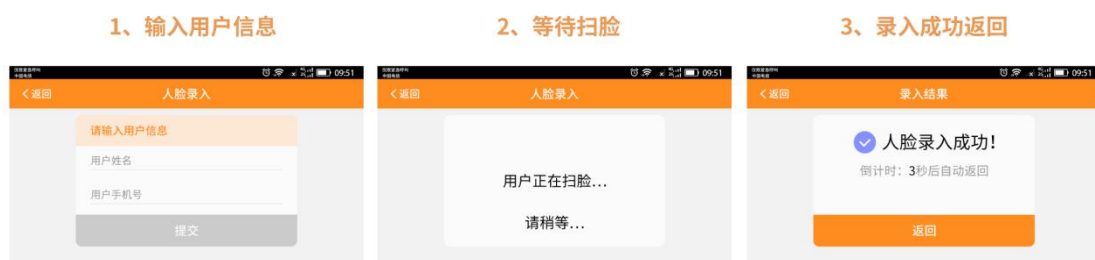 1、输入用户信息
2、等待扫脸
3、录入成功返回
09:51
返回
人脸录入
请输入用户信息
用户姓名
用户手机号
提交
09:51
返回
人脸录入
用户正在扫脸...
请稍等...
09:51
返回
录入结果
人脸录入成功!
倒计时：3秒后自动返回
返回